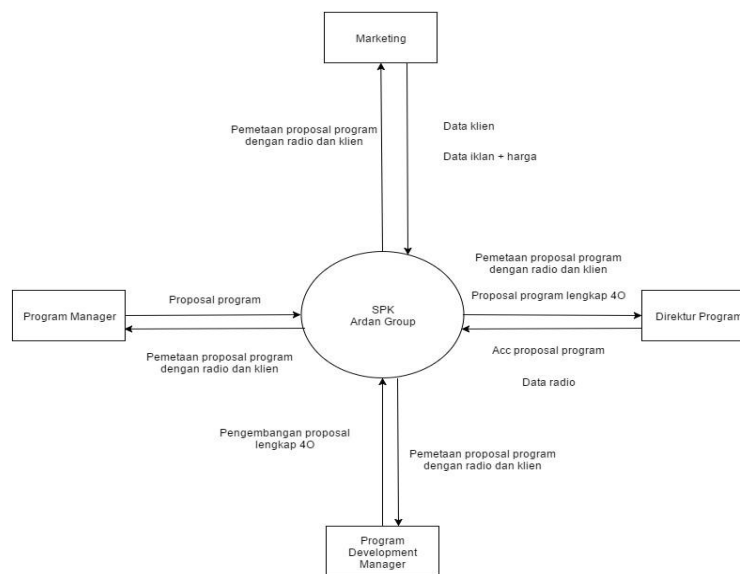 Marketing
Pemetaan proposal program
dengan radio dan klien
Data klien
Data iklan + harga
Pemetaan proposal program
dengan radio dan klien
Proposal program lengkap 4O
Program Manager
Proposal program
SPK
Ardan Group
Direktur Program
Pemetaan proposal program
dengan radio dan klien
Acc proposal program
Data radio
Pengembangan proposal
lengkap 4O
Pemetaan proposal program
dengan radio dan klien
Program
Development
Manager